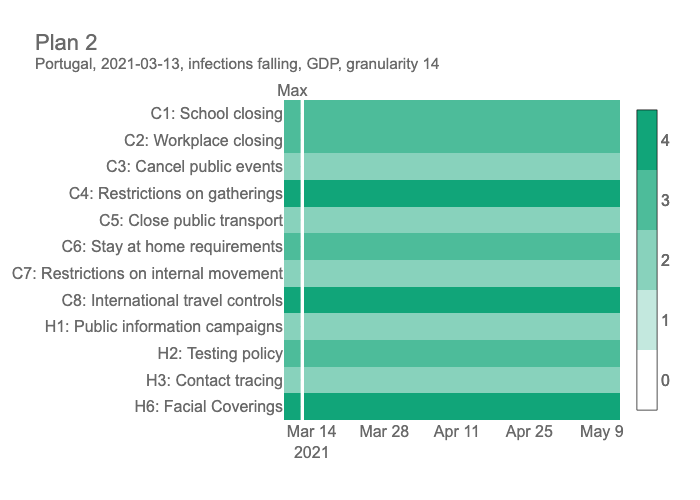 Plan 2
Portugal, 2021-03-13, infections falling, GDP, granularity 14
Max
C1: School closing
C2: Workplace closing
C3: Cancel public events
C4: Restrictions on gatherings
C5: Close public transport
C6: Stay at home requirements
C7: Restrictions on internal movement
C8: International travel controls
H1: Public information campaigns
H2: Testing policy
H3: Contact tracing
H6: Facial Coverings
4
3
2
1
0
Mar 14 Mar 28 Apr 11 Apr 25 May 9
2021